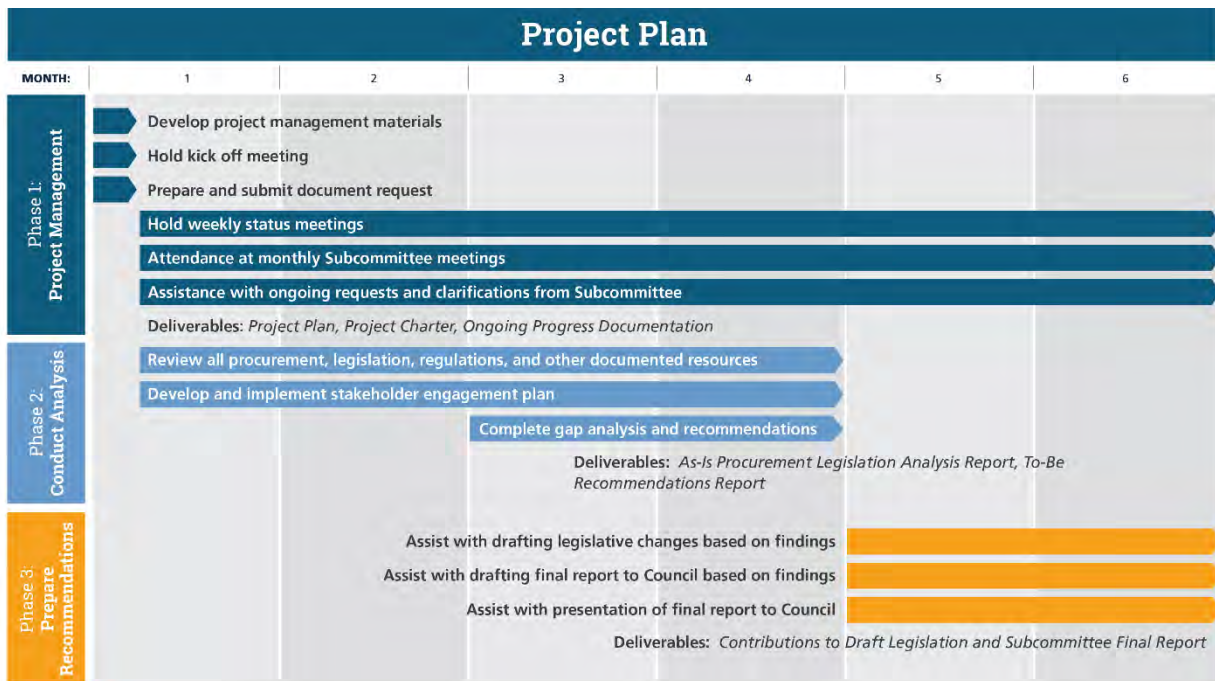 Project Plan
MONTH: 1 2 3 4 5 6
Phase 1:
Project Management
Develop project management materials
Hold kick off meeting
Prepare and submit document request
Hold weekly status meetings
Attendance at monthly Subcommittee meetings
Assistance with ongoing requests and clarifications from Subcommittee
Deliverables: Project Plan, Project Charter, Ongoing Progress Documentation
Phase 2:
Conduct Analysis
Review all procurement, legislation, regulations, and other documented resources
Develop and implement stakeholder engagement plan
Complete gap analysis and recommendations
Deliverables: As-Is Procurement Legislation Analysis Report, To-Be
Recommendations Report
Phase 3:
Prepare
Recommendations
Assist with drafting legislative changes based on findings
Assist with drafting final report to Council based on findings
Assist with presentation of final report to Council
Deliverables: Contributions to Draft Legislation and Subcommittee Final Report